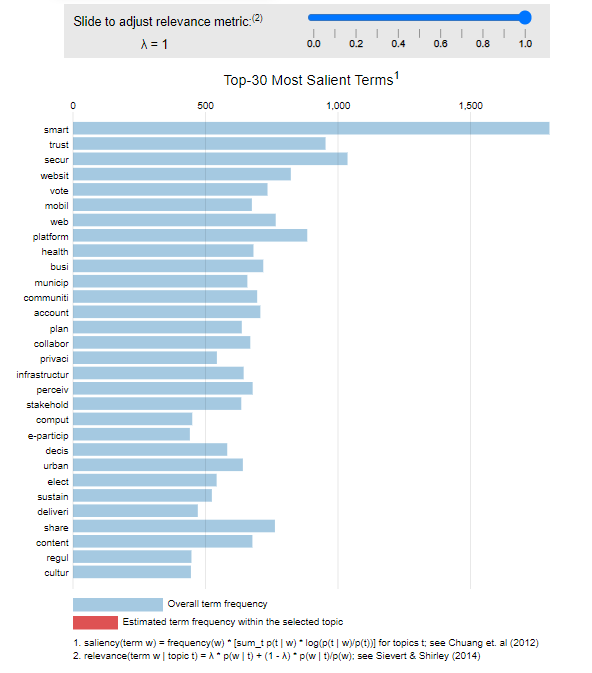 Slide to adjust relevance metric:(2)
λ = 1
0.0 0.2 0.4 0.6 0.8 1.0
Top-30 Most Salient Terms1
0 500 1,000 1,500
smart
trust
secur
websit
vote
mobil
web
platform
health
busi
municip
communiti
account
plan
collabor
privaci
infrastructur
perceiv
stakehold
comput
e-particip
decis
urban
elect
sustain
deliveri
share
content
regul
cultur
Overall term frequency
Estimated term frequency within the selected topic
1. saliency(term w) = frequency(w) * [sum_t p(t | w) * log(p(t | w)/p(t))] for topics t; see Chuang et. al (2012)
2. relevance(term w | topic t) = λ * p(w | t) + (1 - λ) * p(w | t)/p(w); see Sievert & Shirley (2014)